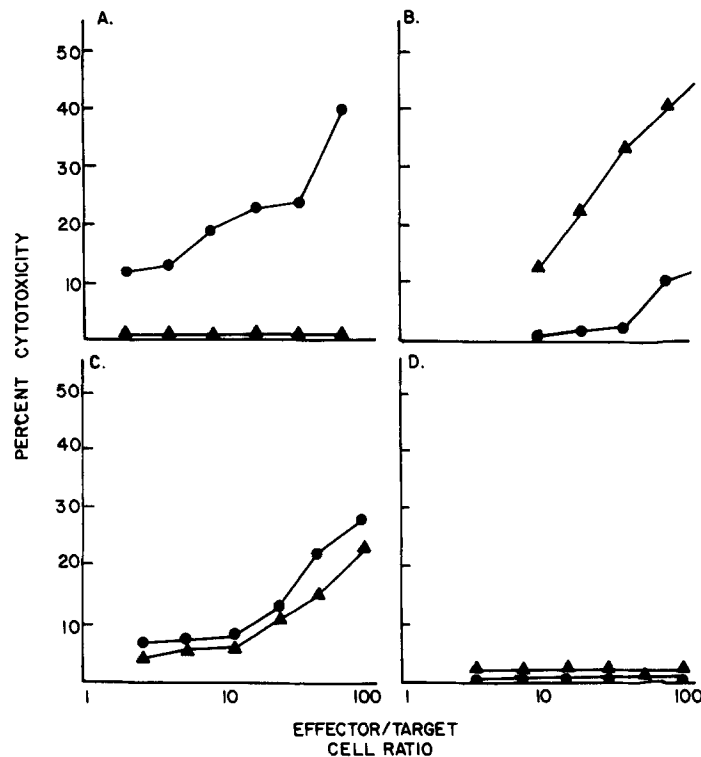 A.
B.
50
40
30
20
10
C.
D.
50
40
30
20
10
1
10
100
1
10
100
PERCENT CYTOTOXICITY
EFFECTOR/TARGET
CELL RATIO